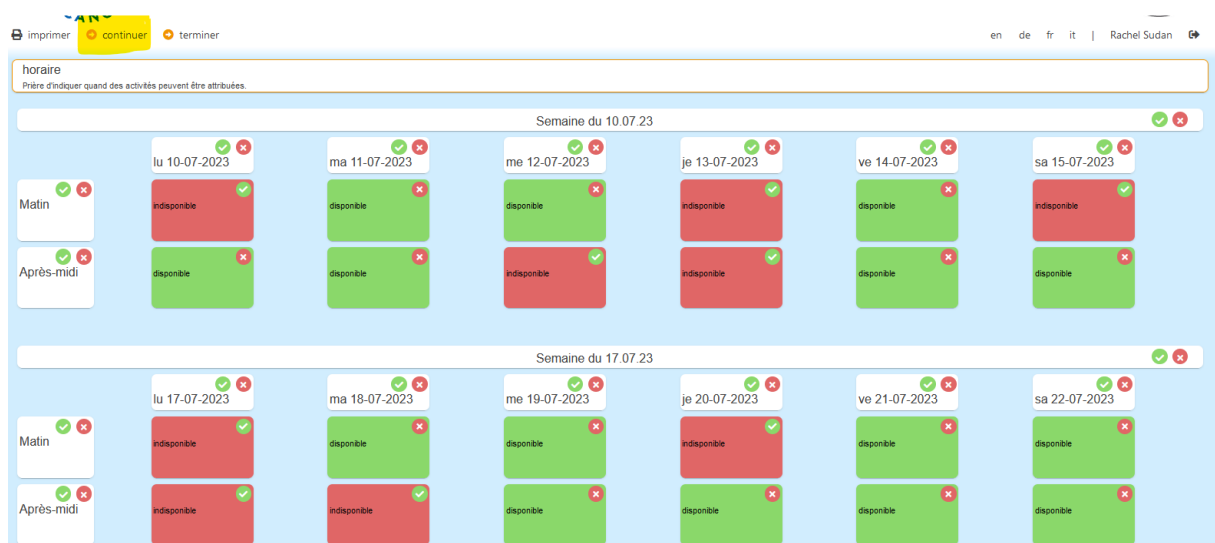 imprimer continuer terminer en de fr it | Rachel Sudan
horaire
Prière d'indiquer quand des activités peuvent être attribuées.
Semaine du 10.07.23
lu 10-07-2023 ma 11-07-2023 me 12-07-2023 je 13-07-2023 ve 14-07-2023 sa 15-07-2023
Matin indisponible disponible disponible indisponible disponible indisponible
Après-midi disponible disponible indisponible indisponible disponible disponible
Semaine du 17.07.23
lu 17-07-2023 ma 18-07-2023 me 19-07-2023 je 20-07-2023 ve 21-07-2023 sa 22-07-2023
Matin indisponible disponible disponible indisponible disponible disponible
Après-midi indisponible indisponible disponible disponible disponible disponible